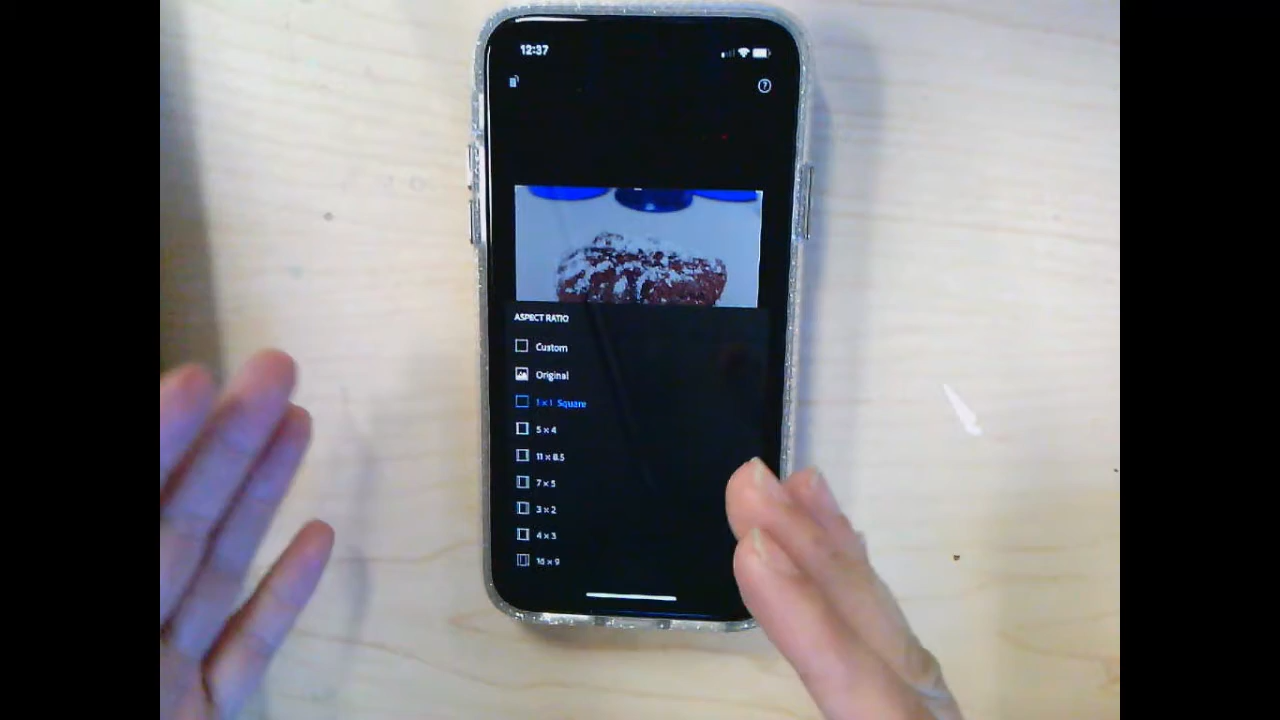 12:37
ASPECT RATIO
Custom
Original
1 x 1 Square
5 x 4
11 x 8.5
7 x 5
3 x 2
4 x 3
16 x 9